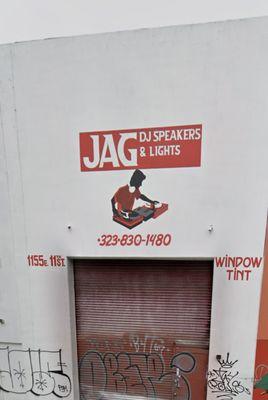 JAG DJ SPEAKERS
& LIGHTS
•323-830-1480
1155 E. 11 ST.
WINDOW
TINT